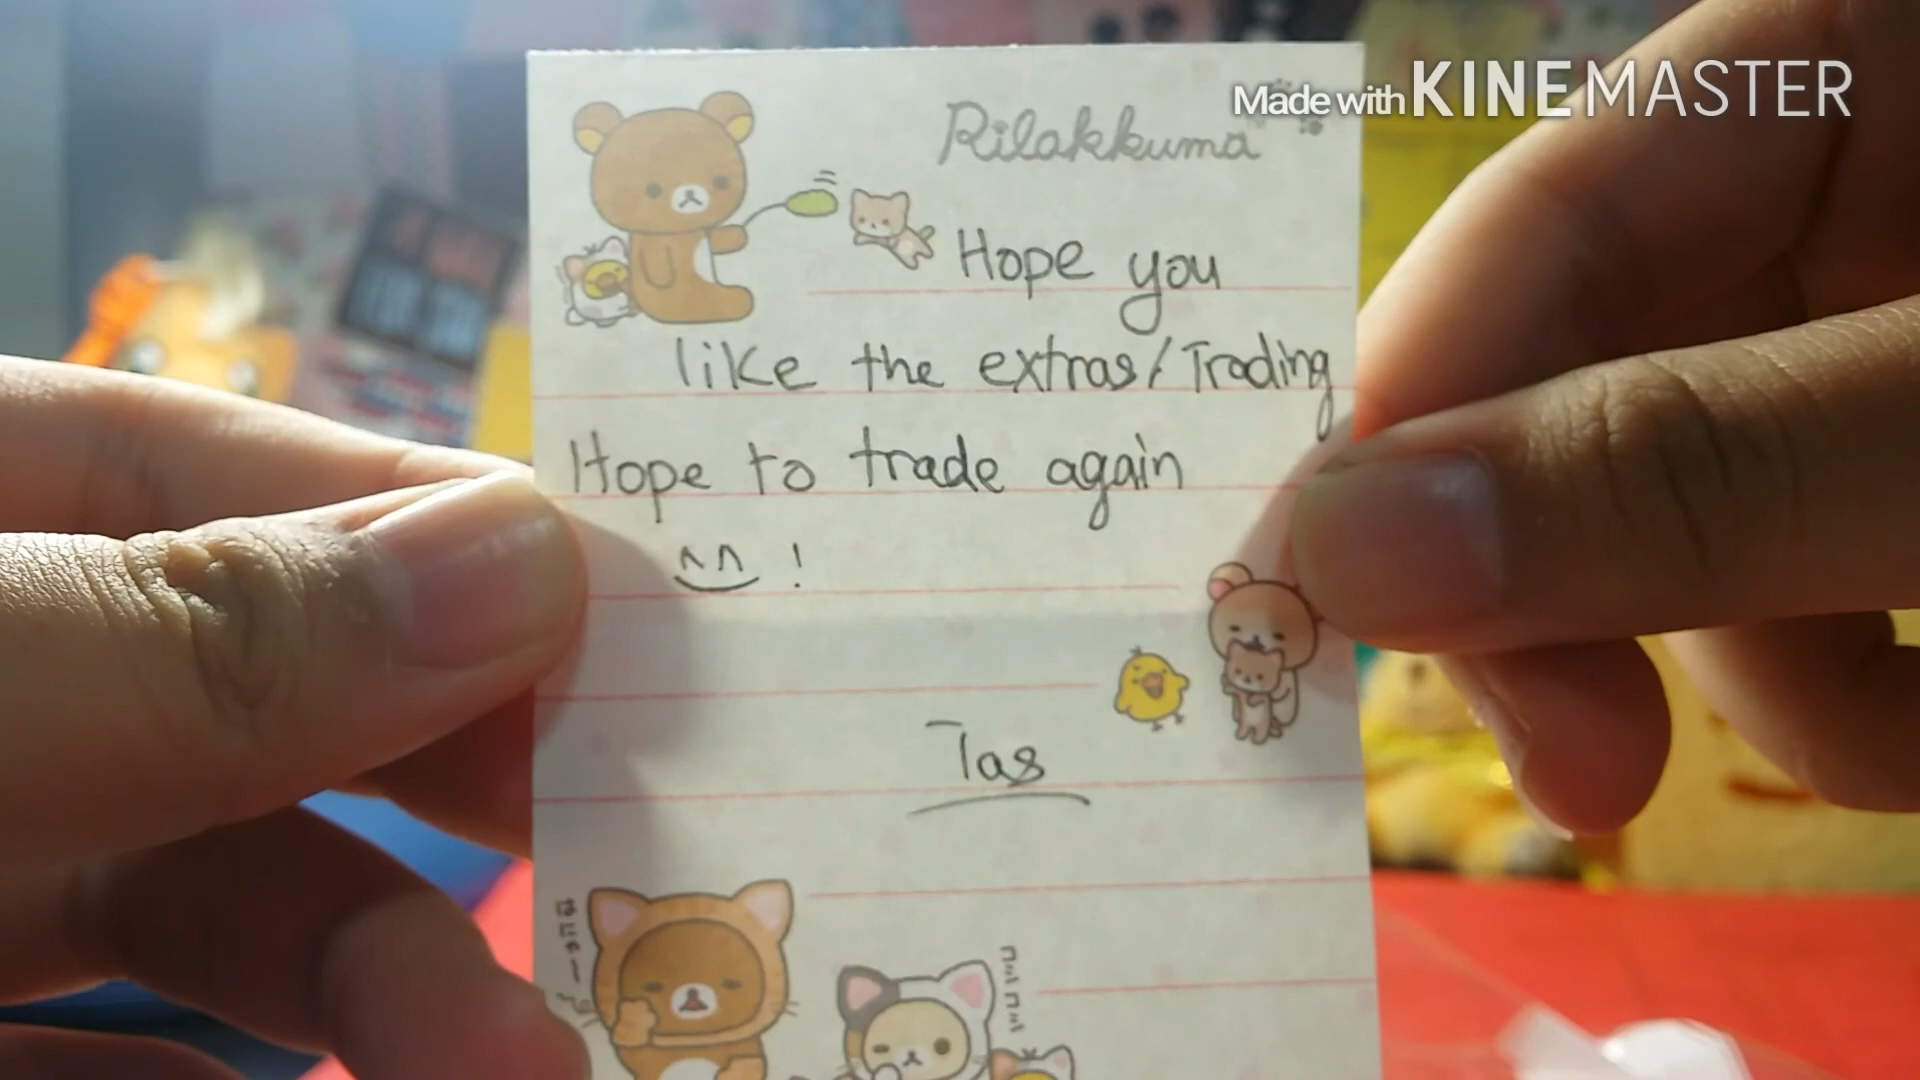 Made with KINEMASTER
Rilakkuma
Hope you
like the extras/Trading
Hope to trade again
!
Tas